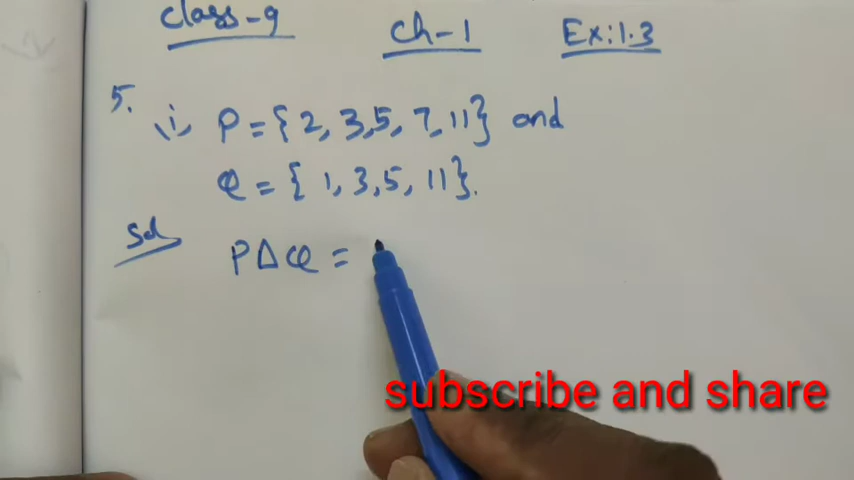 Class-9 Ch-1 Ex:1.3
5. (i) P = {2, 3, 5, 7, 11} and
Q = {1, 3, 5, 11}.
Sol
P Δ Q =
subscribe and share